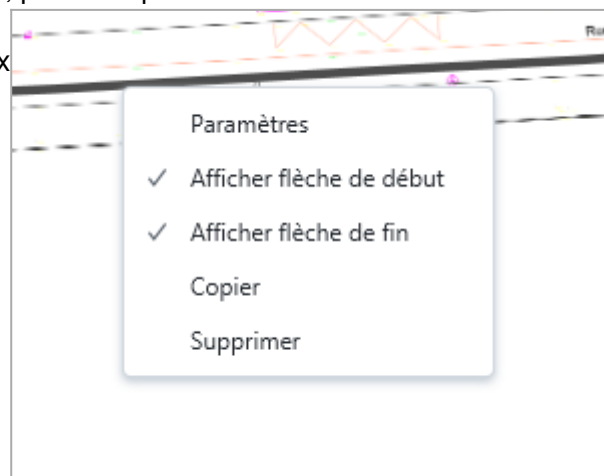 Paramètres
Afficher flèche de début
Afficher flèche de fin
Copier
Supprimer